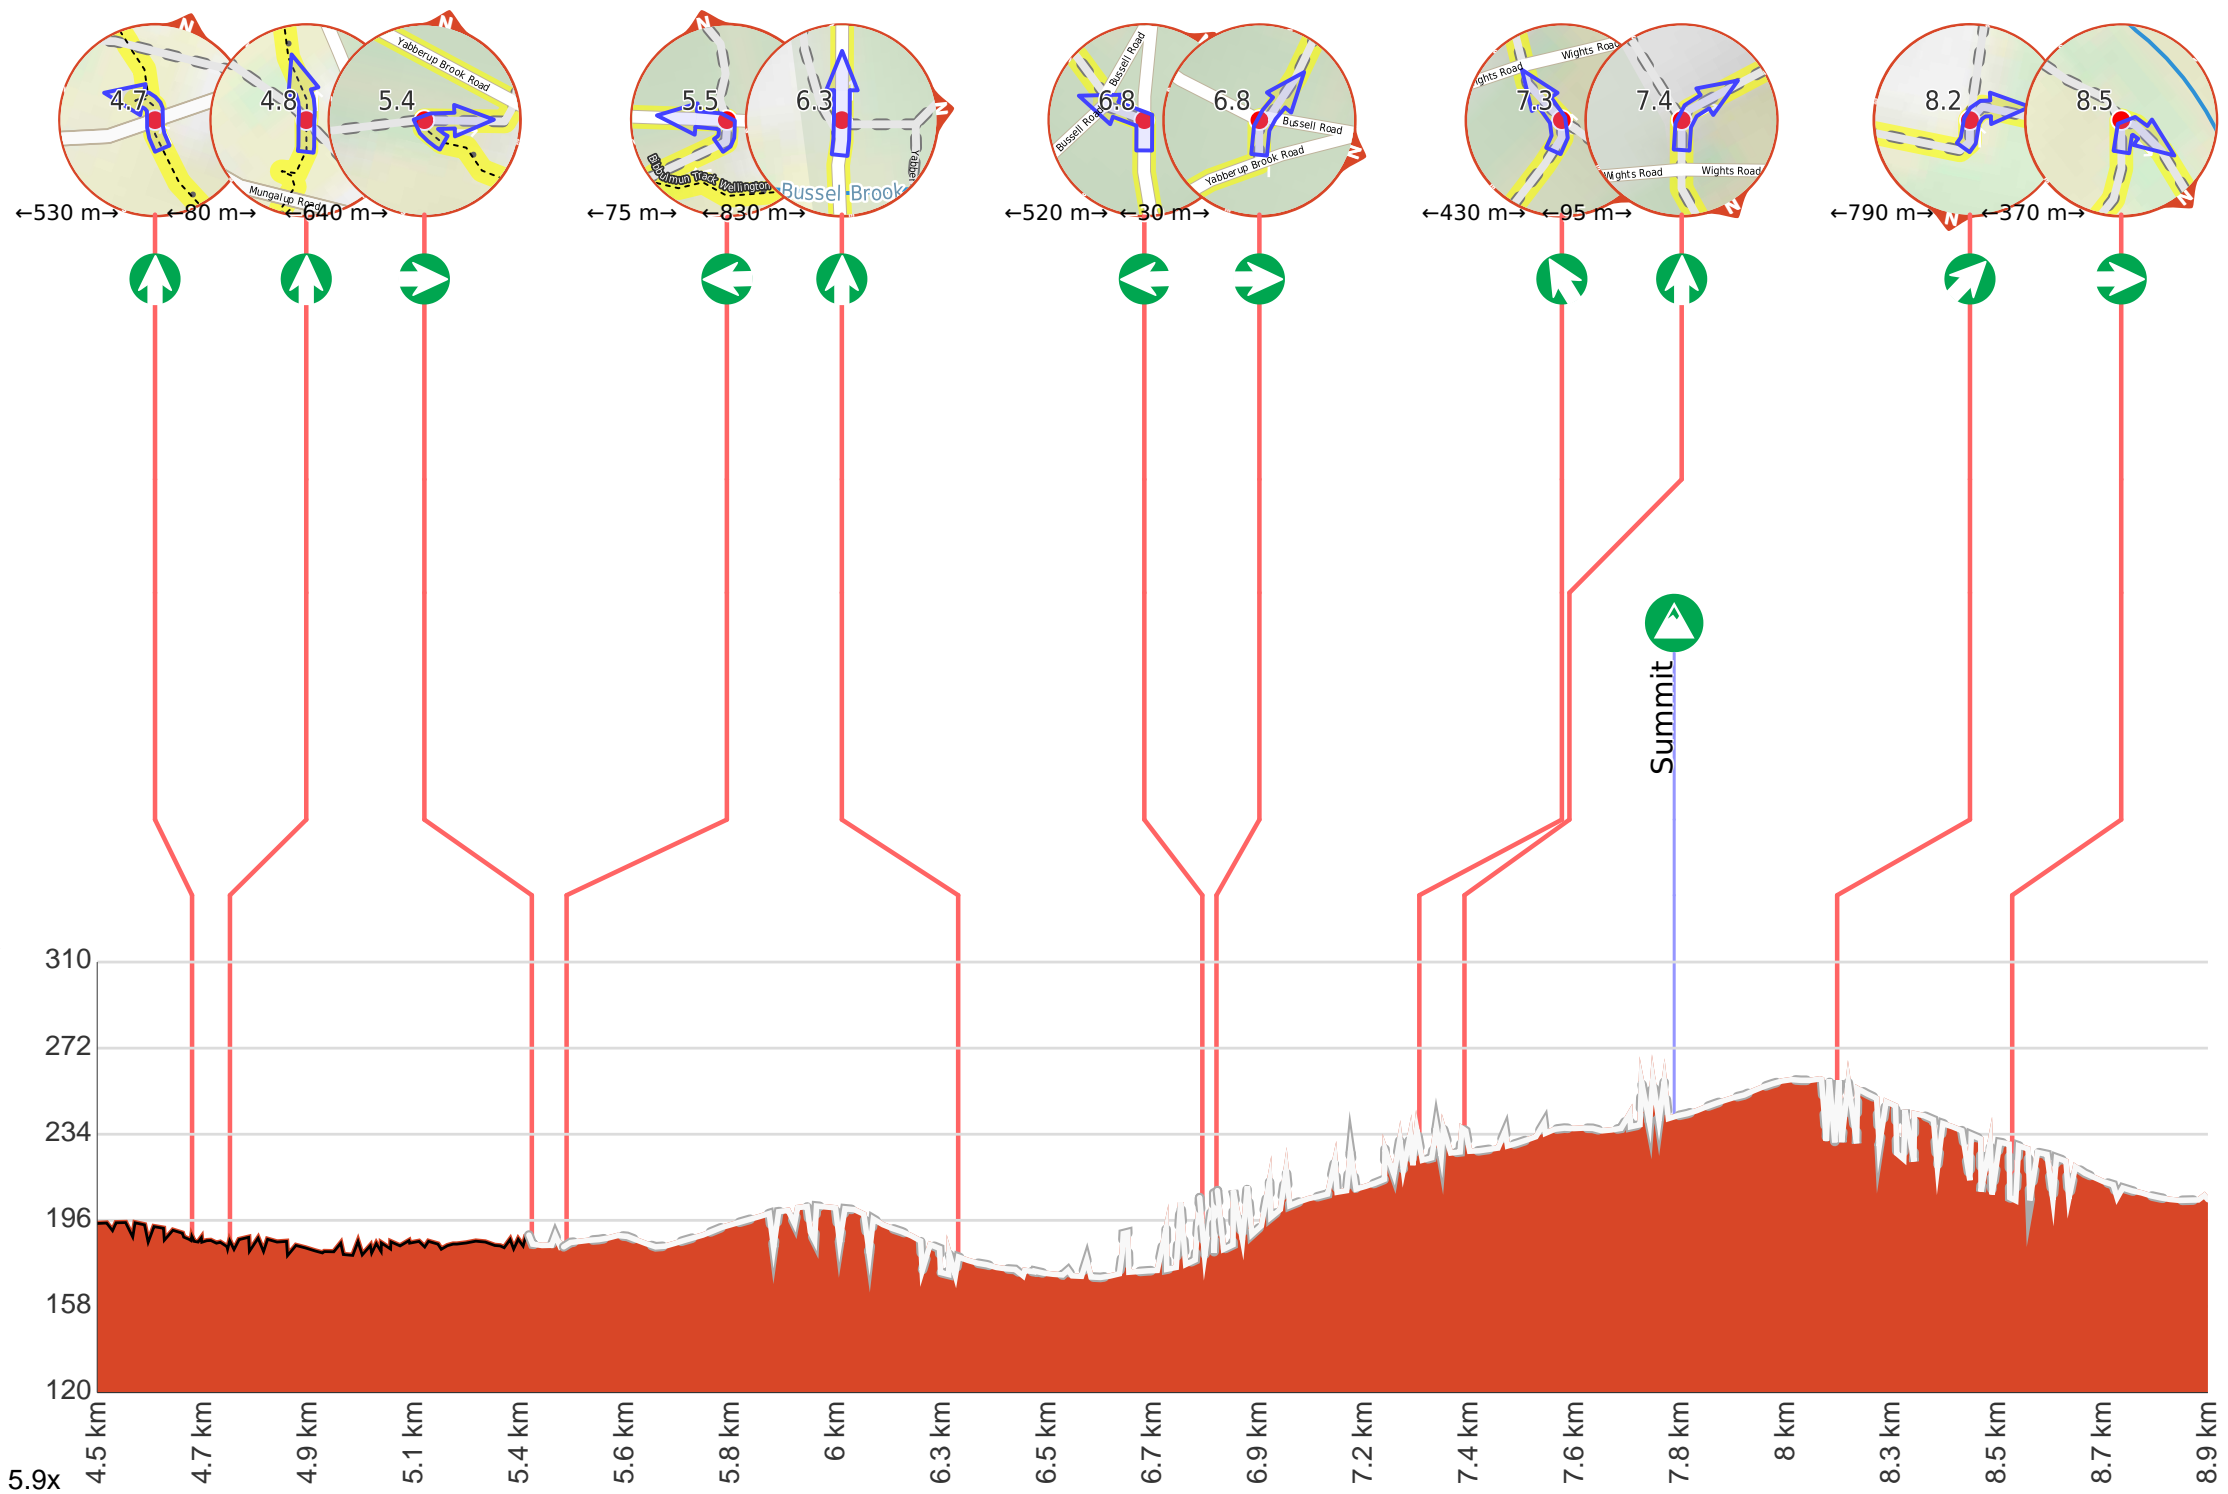 N N N N N N N N N
4.7 4.8 5.4 5.5 6.3 6.8 6.8 7.3 7.4 8.2 8.5
Yabberup Brook Road
Mungalup Road
Bibbulmun Track Wellington
Bussel Brook
Bussell Road
Bussell Road
Bussell Road
Yabberup Brook Road
Wights Road
Wights Road
Wights Road
←530 m→ ←80 m→ ←640 m→ ←75 m→ ←830 m→ ←520 m→ ←30 m→ ←430 m→ ←95 m→ ←790 m→ ←370 m→
Summit
310
272
234
196
158
120
4.5 km 4.7 km 4.9 km 5.1 km 5.4 km 5.6 km 5.8 km 6 km 6.3 km 6.5 km 6.7 km 6.9 km 7.2 km 7.4 km 7.6 km 7.8 km 8 km 8.3 km 8.5 km 8.7 km 8.9 km
5.9x